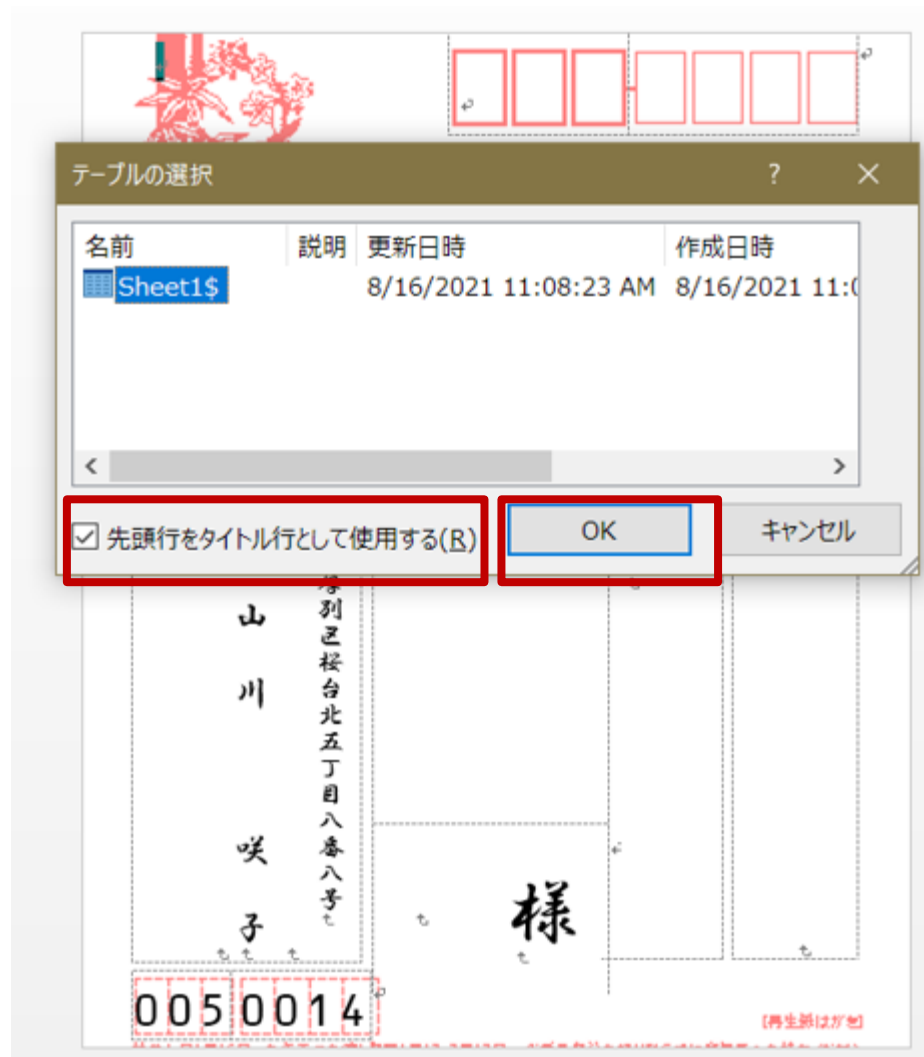 テーブルの選択 ? ×
名前 説明 更新日時 作成日時
Sheet1$ 8/16/2021 11:08:23 AM 8/16/2021 11:0
< >
先頭行をタイトル行として使用する(R) OK キャンセル
別区桜台北五丁目八番八号
山川 咲子
様
0050014
[再生紙はがき]